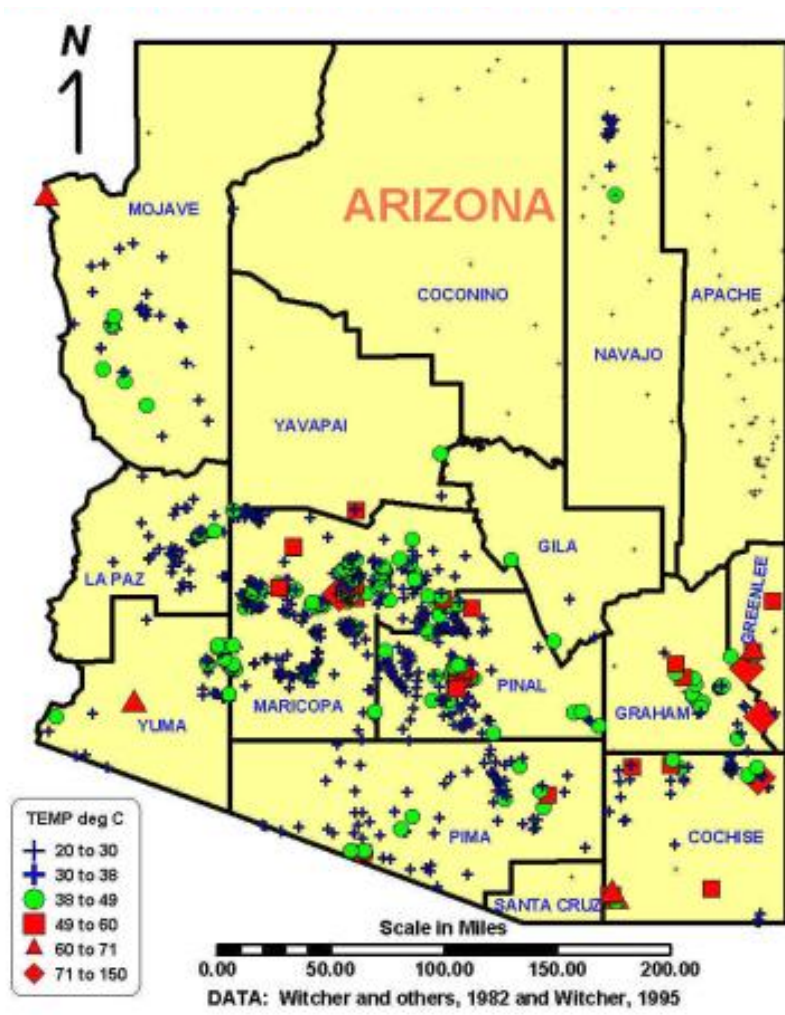 N
ARIZONA
MOJAVE
COCONINO
APACHE
NAVAJO
YAVAPAI
GILA
LA PAZ
GREENLEE
MARICOPA
PINAL
GRAHAM
YUMA
PIMA
COCHISE
SANTA CRUZ
TEMP deg C
20 to 30
30 to 38
38 to 49
49 to 60
60 to 71
71 to 150
Scale in Miles
0.00 50.00 100.00 150.00 200.00
DATA: Witcher and others, 1982 and Witcher, 1995